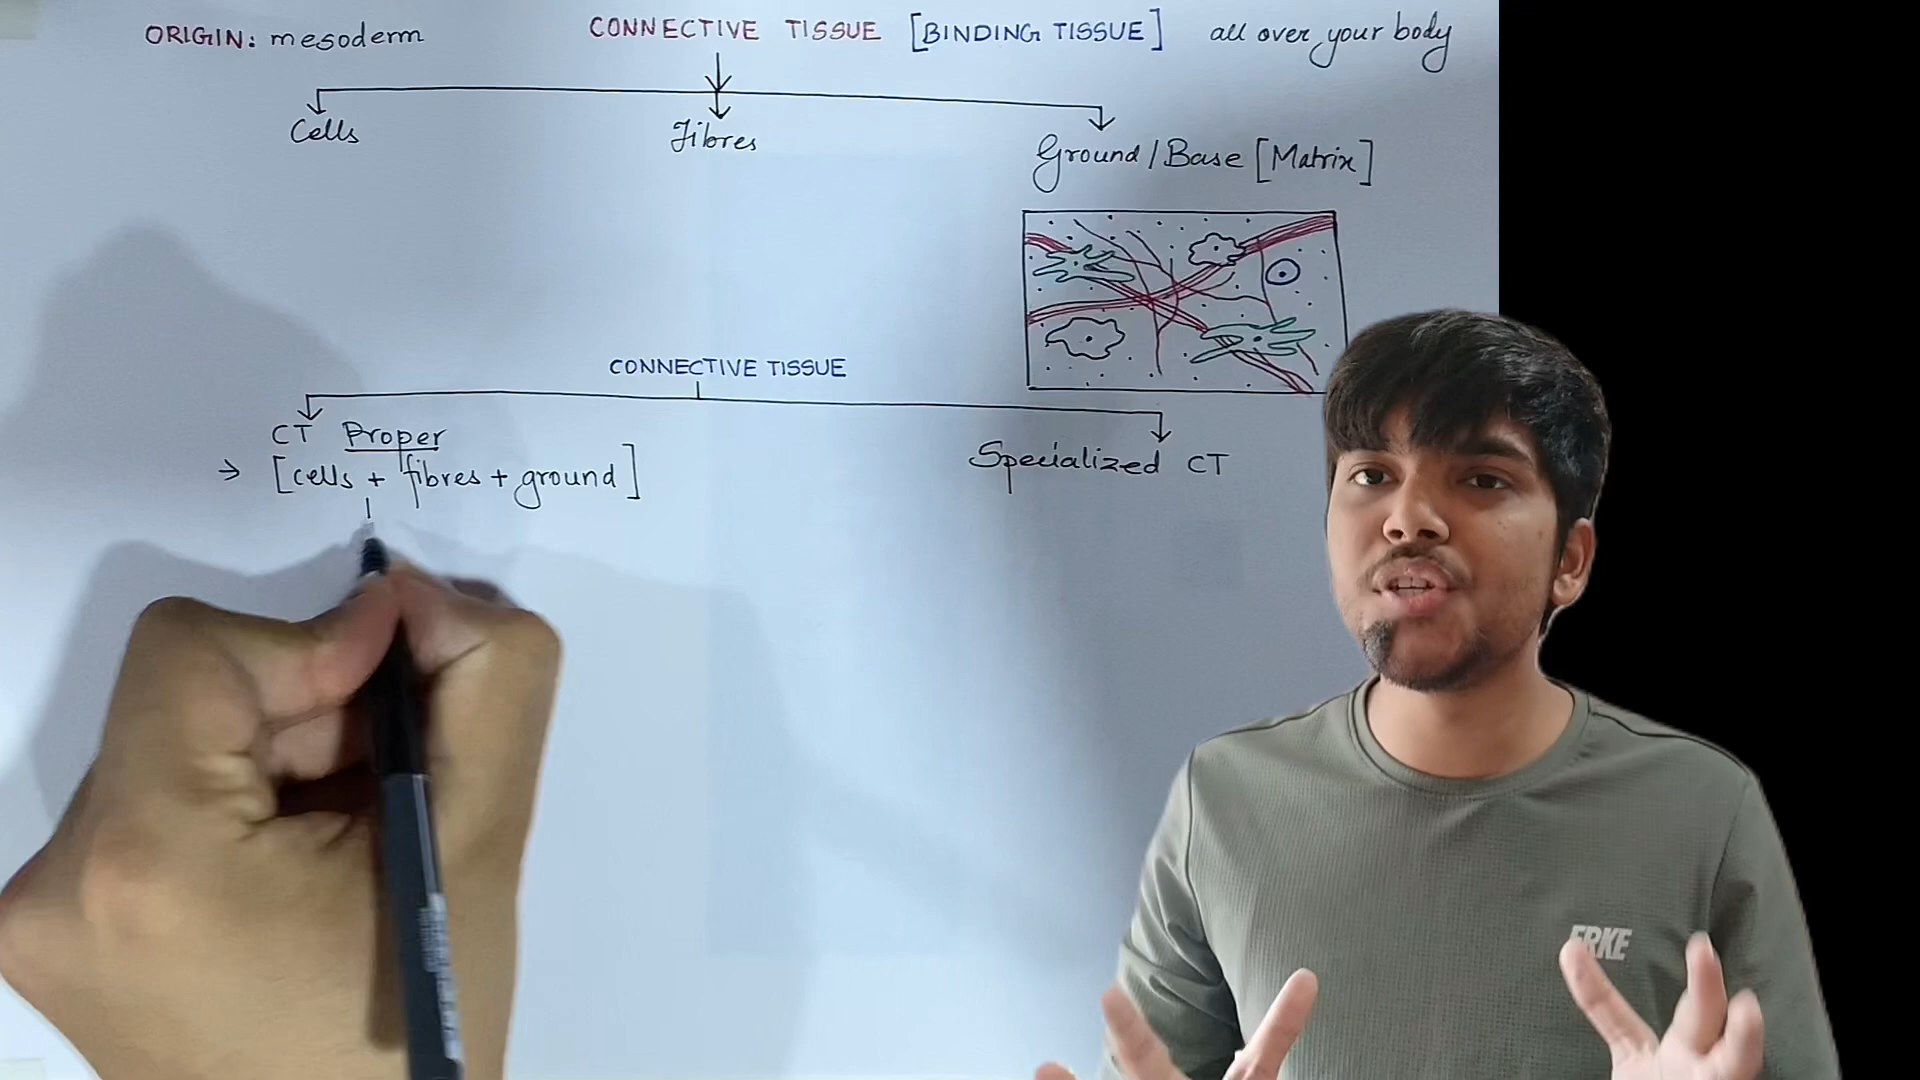 ORIGIN: mesoderm
CONNECTIVE TISSUE [BINDING TISSUE] all over your body
Cells
Fibres
Ground/Base [Matrix]
CONNECTIVE TISSUE
CT Proper
→ [cells + fibres + ground]
Specialized CT
ERKE